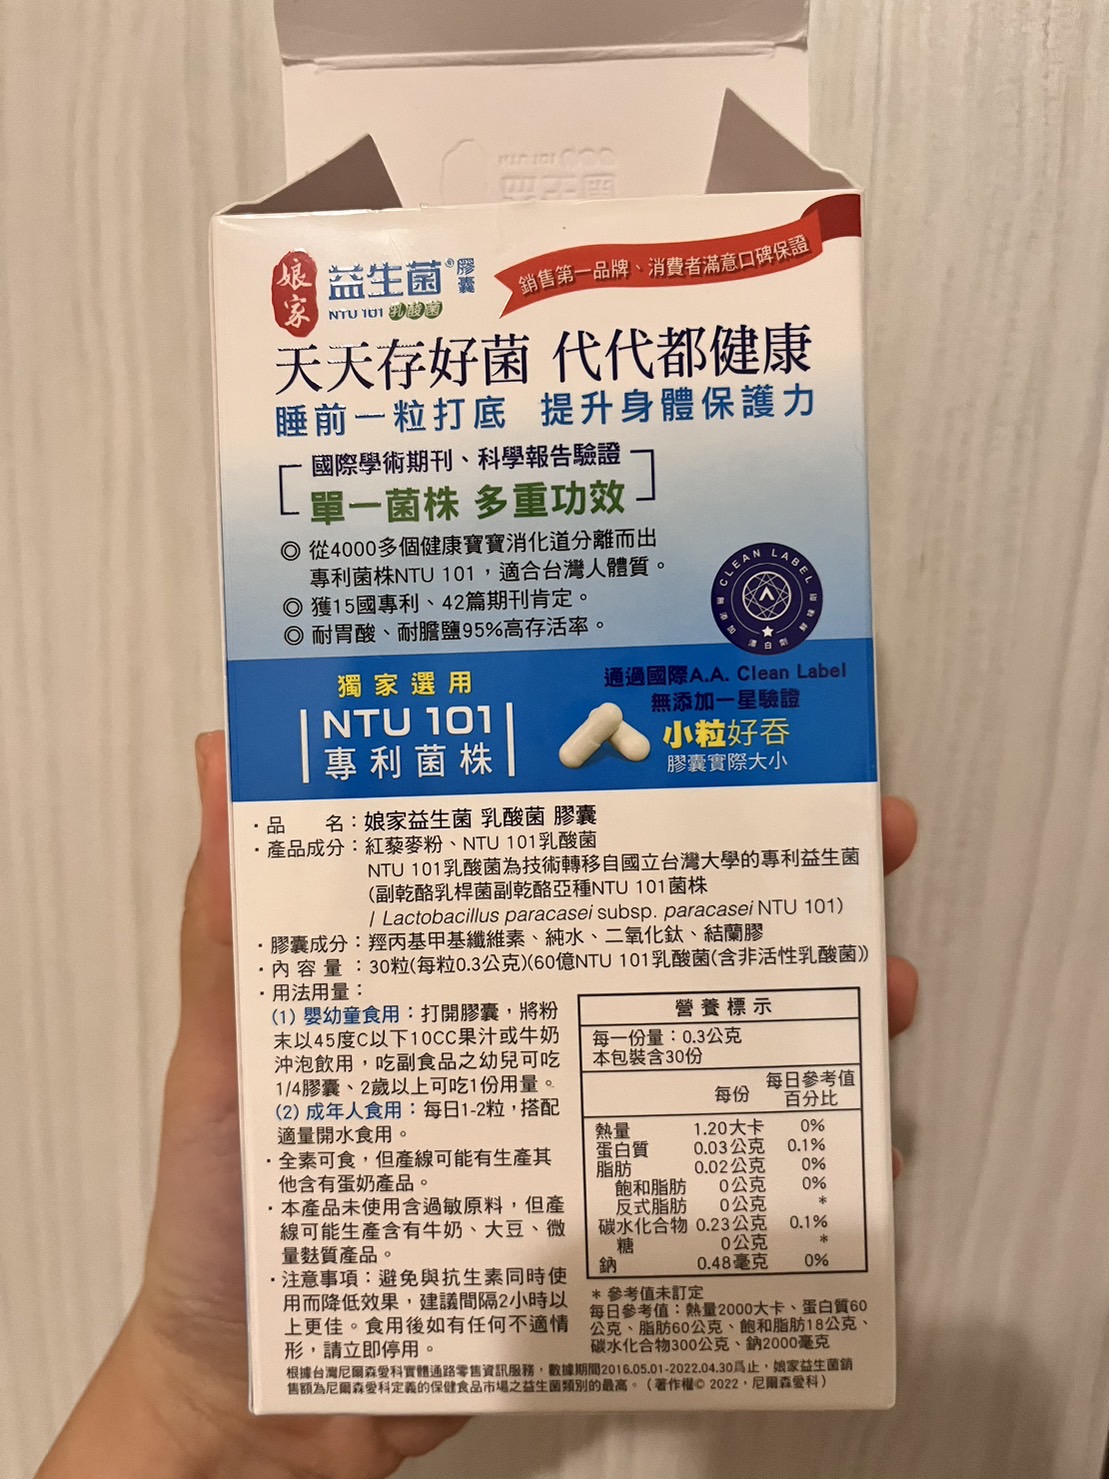 娘家 益生菌®膠囊
NTU 101 乳酸菌
銷售第一品牌、消費者滿意口碑保證
天天存好菌 代代都健康
睡前一粒打底 提升身體保護力
國際學術期刊、科學報告驗證
單一菌株 多重功效
◎ 從4000多個健康寶寶消化道分離而出
專利菌株NTU 101，適合台灣人體質。
◎ 獲15國專利、42篇期刊肯定。
◎ 耐胃酸、耐膽鹽95%高存活率。
CLEAN LABEL
無添加
漂白劑
獨家選用
NTU 101
專利菌株
通過國際A.A. Clean Label
無添加一星驗證
小粒好吞
膠囊實際大小
·品 名：娘家益生菌 乳酸菌 膠囊
·產品成分：紅藜麥粉、NTU 101乳酸菌
NTU 101乳酸菌為技術轉移自國立台灣大學的專利益生菌
(副乾酪乳桿菌副乾酪亞種NTU 101菌株
/ Lactobacillus paracasei subsp. paracasei NTU 101)
·膠囊成分：羥丙基甲基纖維素、純水、二氧化鈦、結蘭膠
·內容量：30粒(每粒0.3公克)(60億NTU 101乳酸菌(含非活性乳酸菌))
·用法用量：
(1) 嬰幼童食用：打開膠囊，將粉
末以45度C以下10CC果汁或牛奶
沖泡飲用，吃副食品之幼兒可吃
1/4膠囊、2歲以上可吃1份用量。
(2) 成年人食用：每日1-2粒，搭配
適量開水食用。
·全素可食，但產線可能有生產其
他含有蛋奶產品。
·本產品未使用含過敏原料，但產
線可能生產含有牛奶、大豆、微
量麩質產品。
·注意事項：避免與抗生素同時使
用而降低效果，建議間隔2小時以
上更佳。食用後如有任何不適情
形，請立即停用。
營養標示
每一份量：0.3公克
本包裝含30份
每份 每日參考值百分比
熱量 1.20大卡 0%
蛋白質 0.03公克 0.1%
脂肪 0.02公克 0%
飽和脂肪 0公克 0%
反式脂肪 0公克 *
碳水化合物 0.23公克 0.1%
糖 0公克 *
鈉 0.48毫克 0%
* 參考值未訂定
每日參考值：熱量2000大卡、蛋白質60
公克、脂肪60公克、飽和脂肪18公克、
碳水化合物300公克、鈉2000毫克
根據台灣尼爾森愛科實體通路零售資訊服務，數據期間2016.05.01-2022.04.30為止，娘家益生菌銷
售額為尼爾森愛科定義的保健食品市場之益生菌類別的最高。(著作權© 2022，尼爾森愛科)